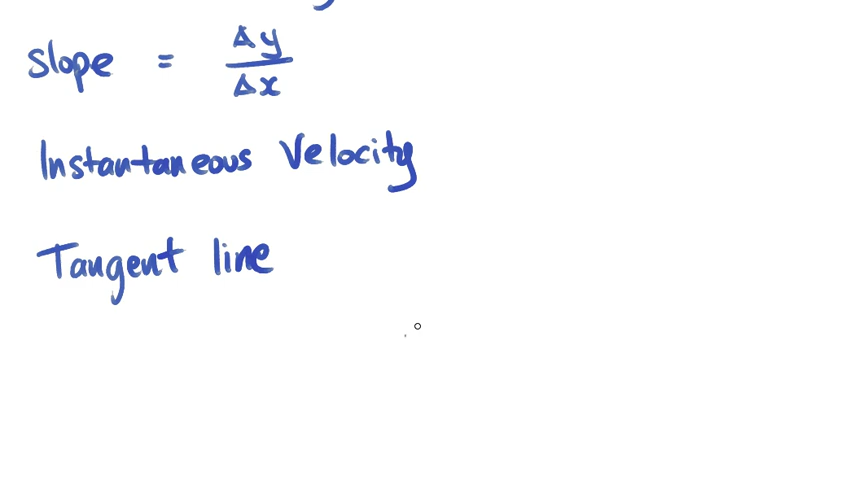 Slope = Δy/Δx
Instantaneous Velocity
Tangent line